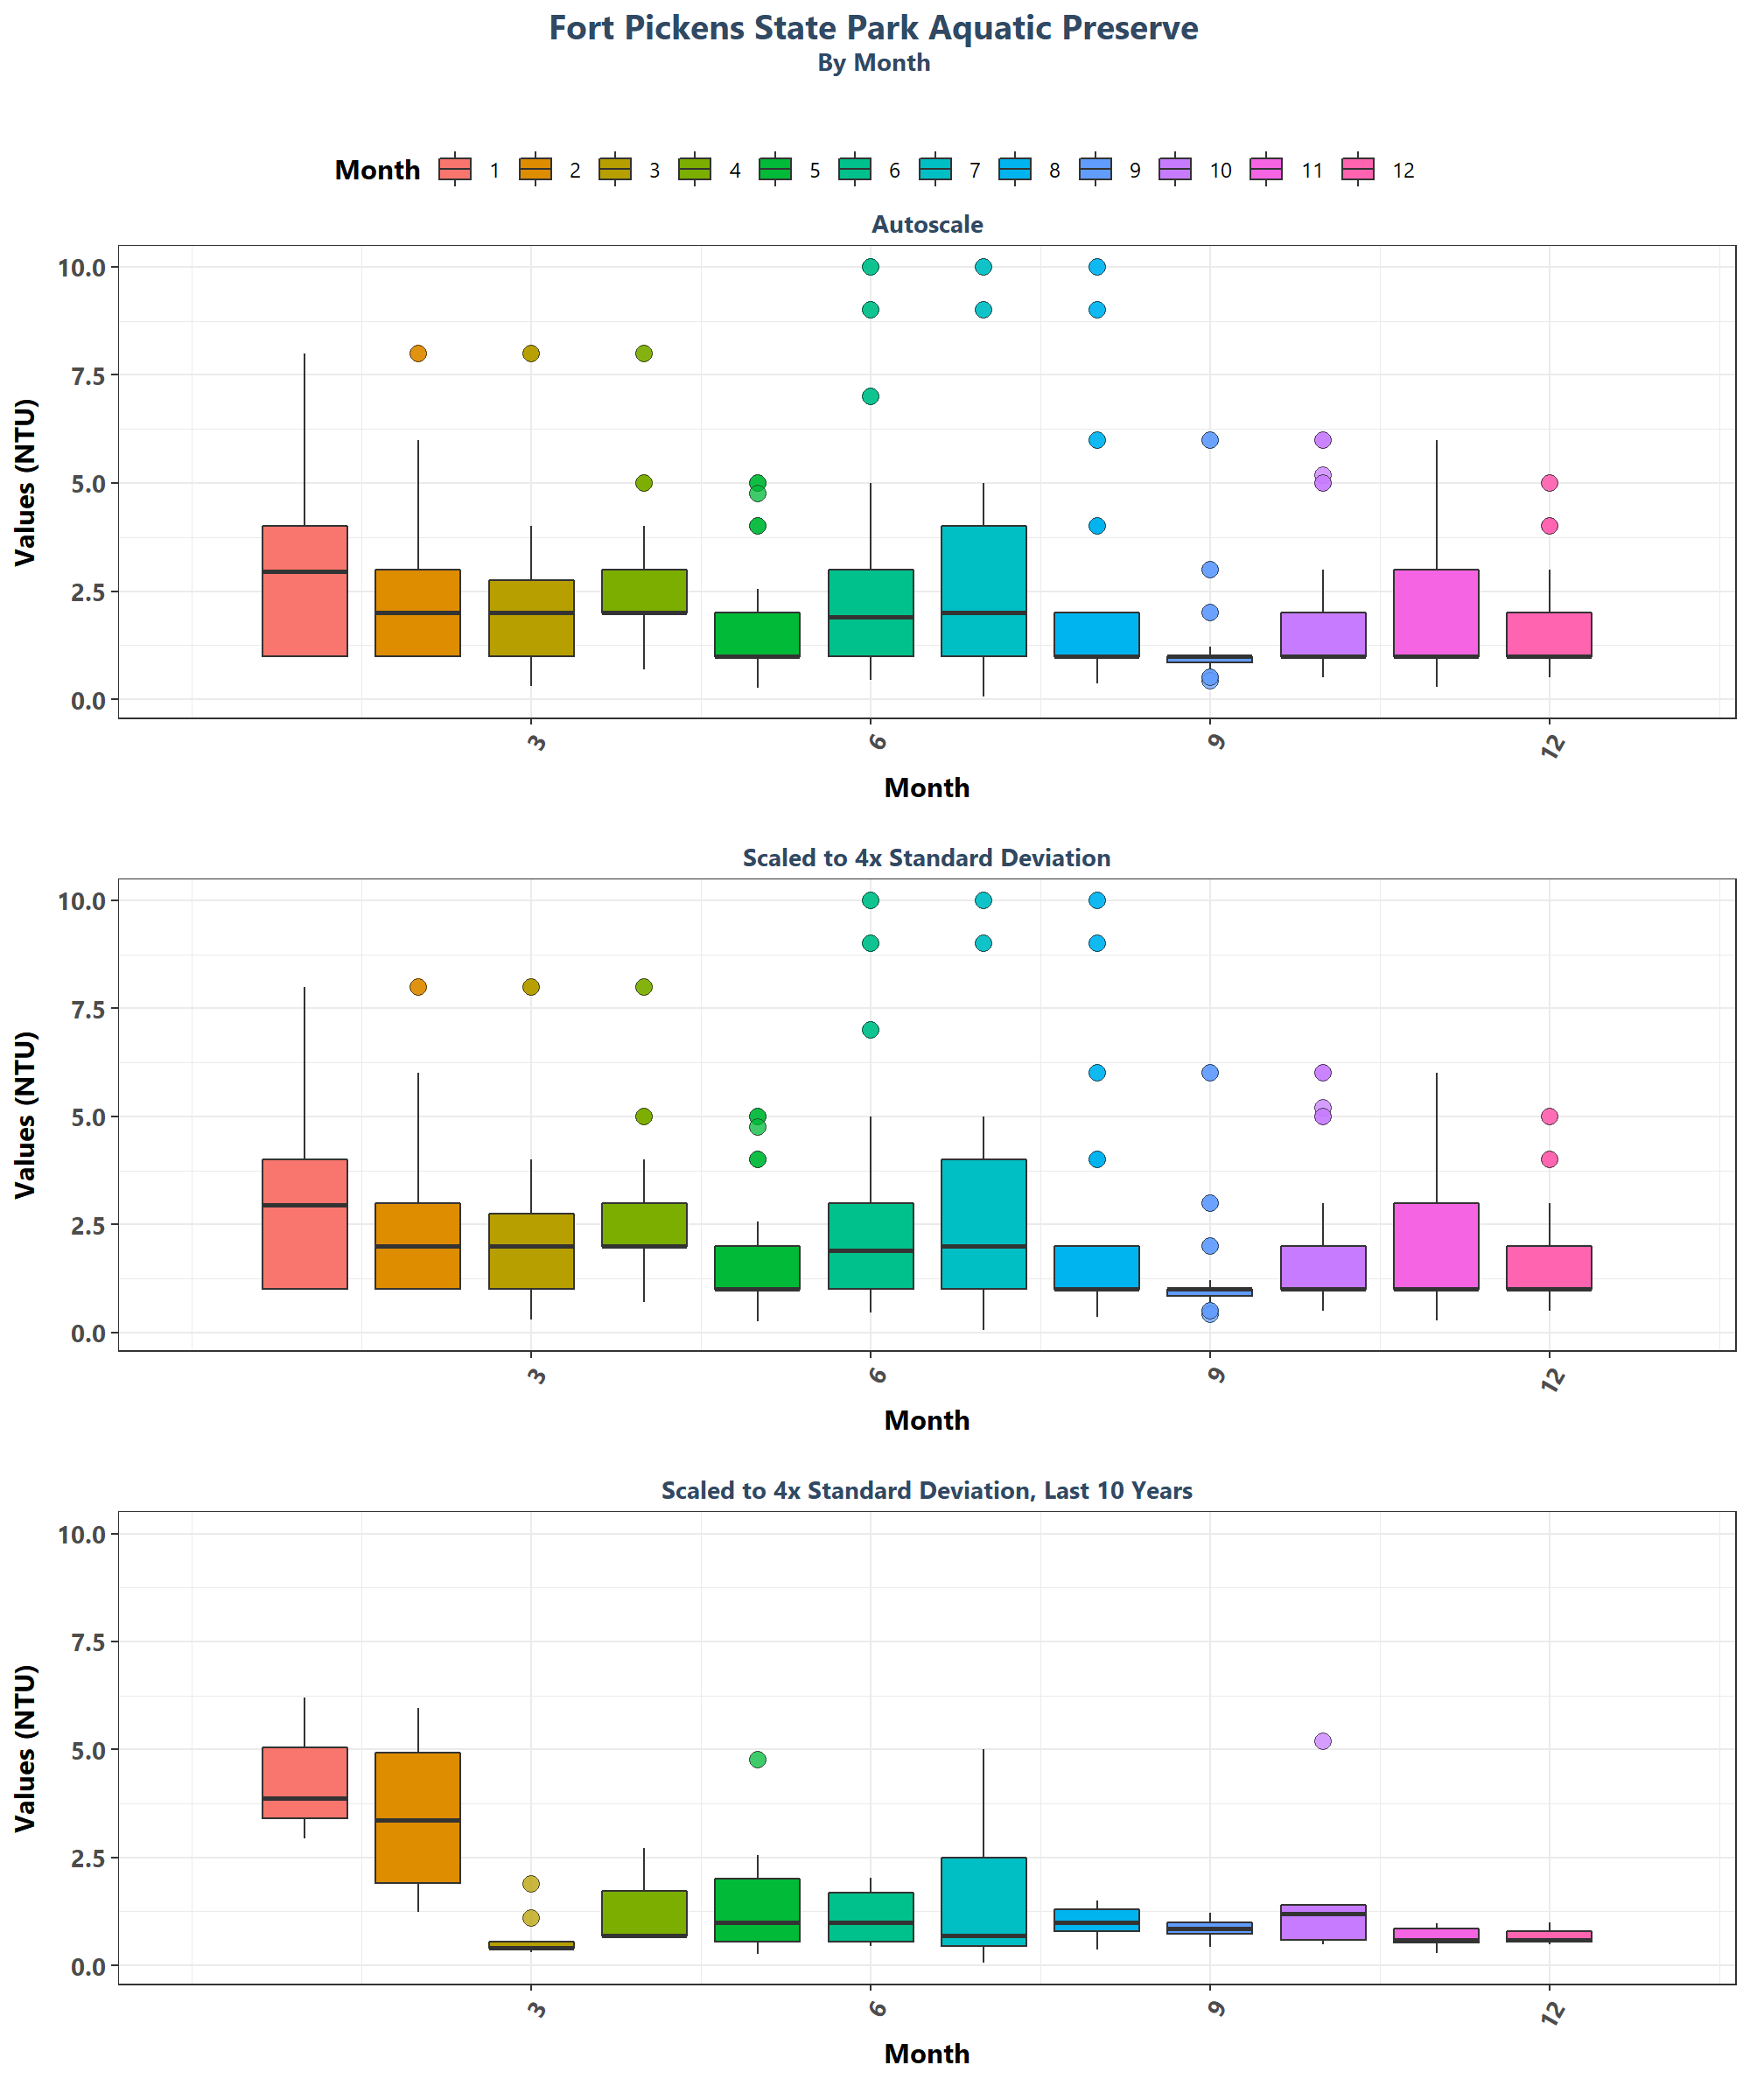 Fort Pickens State Park Aquatic Preserve
By Month
Month 1 2 3 4 5 6 7 8 9 10 11 12
Autoscale
Values (NTU)
10.0
7.5
5.0
2.5
0.0
3 6 9 12
Month
Scaled to 4x Standard Deviation
Values (NTU)
10.0
7.5
5.0
2.5
0.0
3 6 9 12
Month
Scaled to 4x Standard Deviation, Last 10 Years
Values (NTU)
10.0
7.5
5.0
2.5
0.0
3 6 9 12
Month